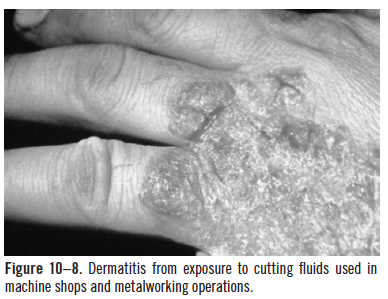 Figure 10–8. Dermatitis from exposure to cutting fluids used in
machine shops and metalworking operations.